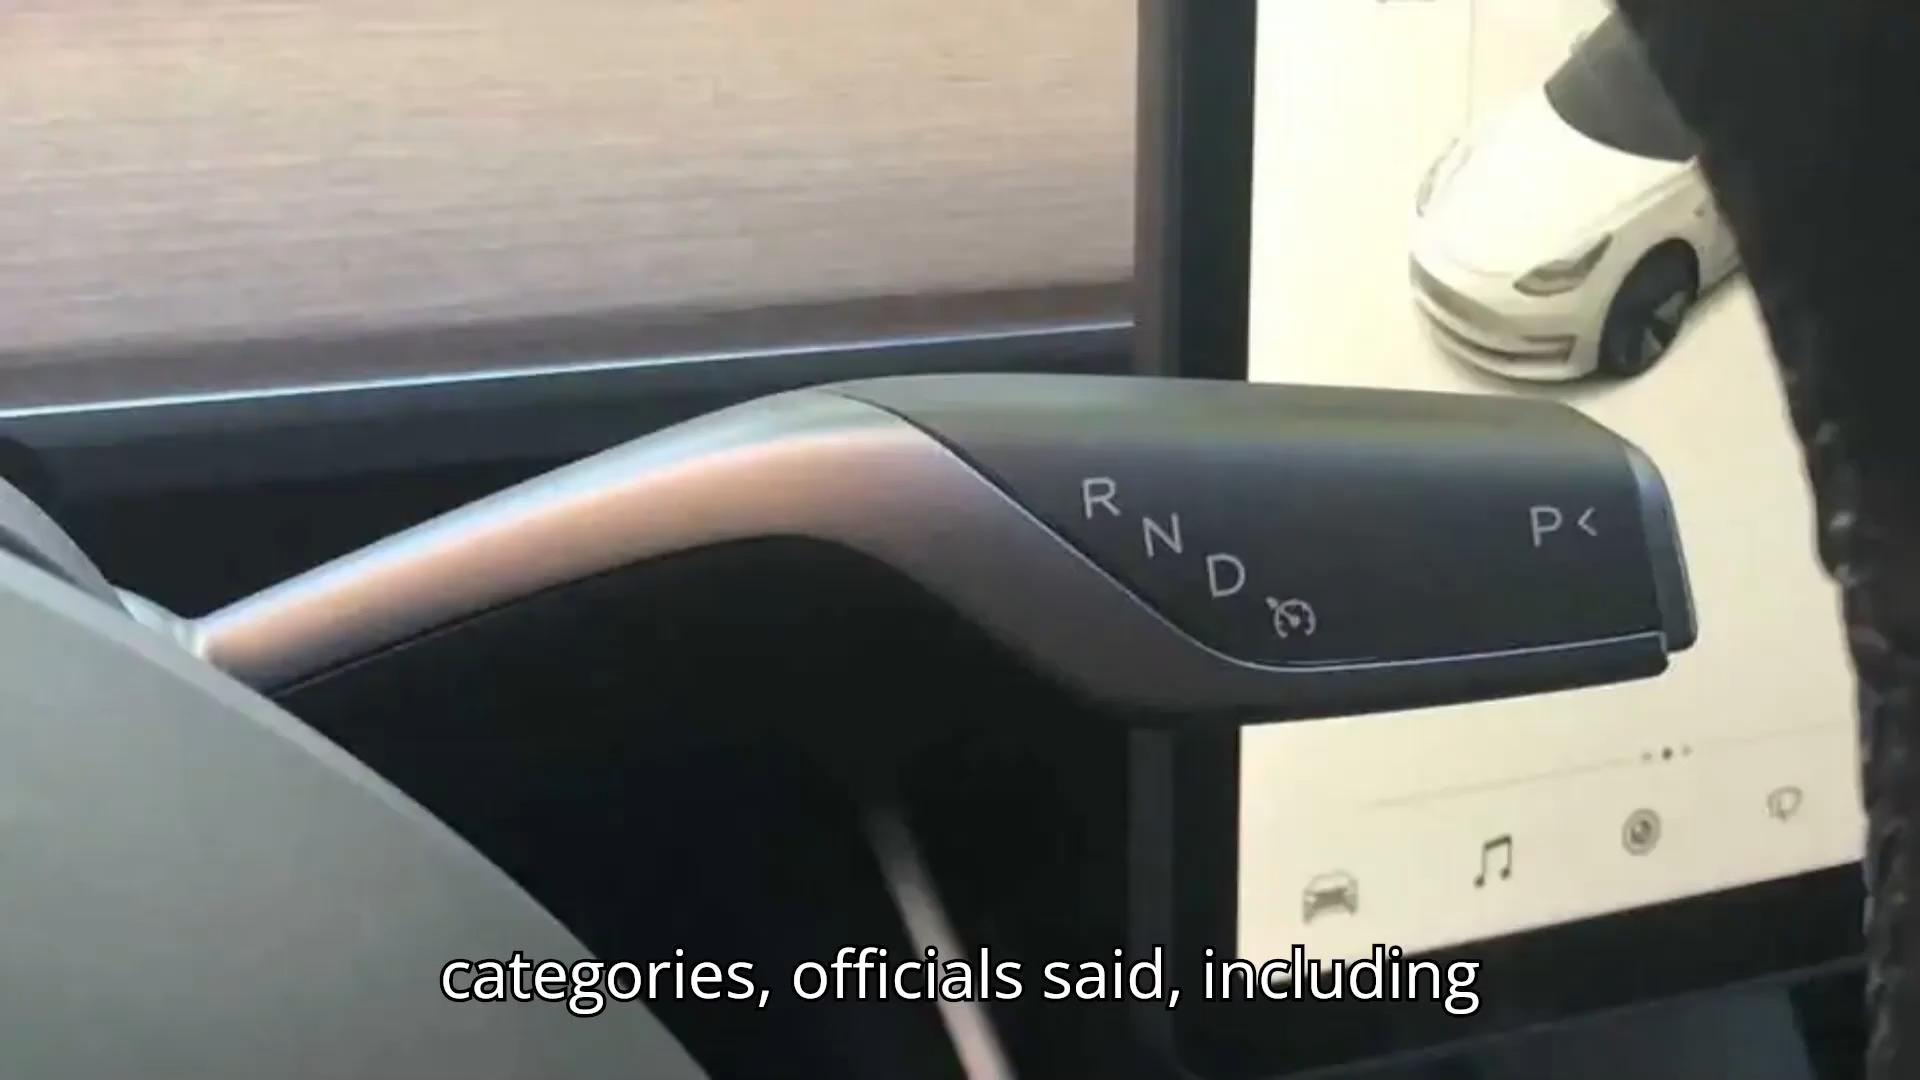 R
N
D
P <
categories, officials said, including